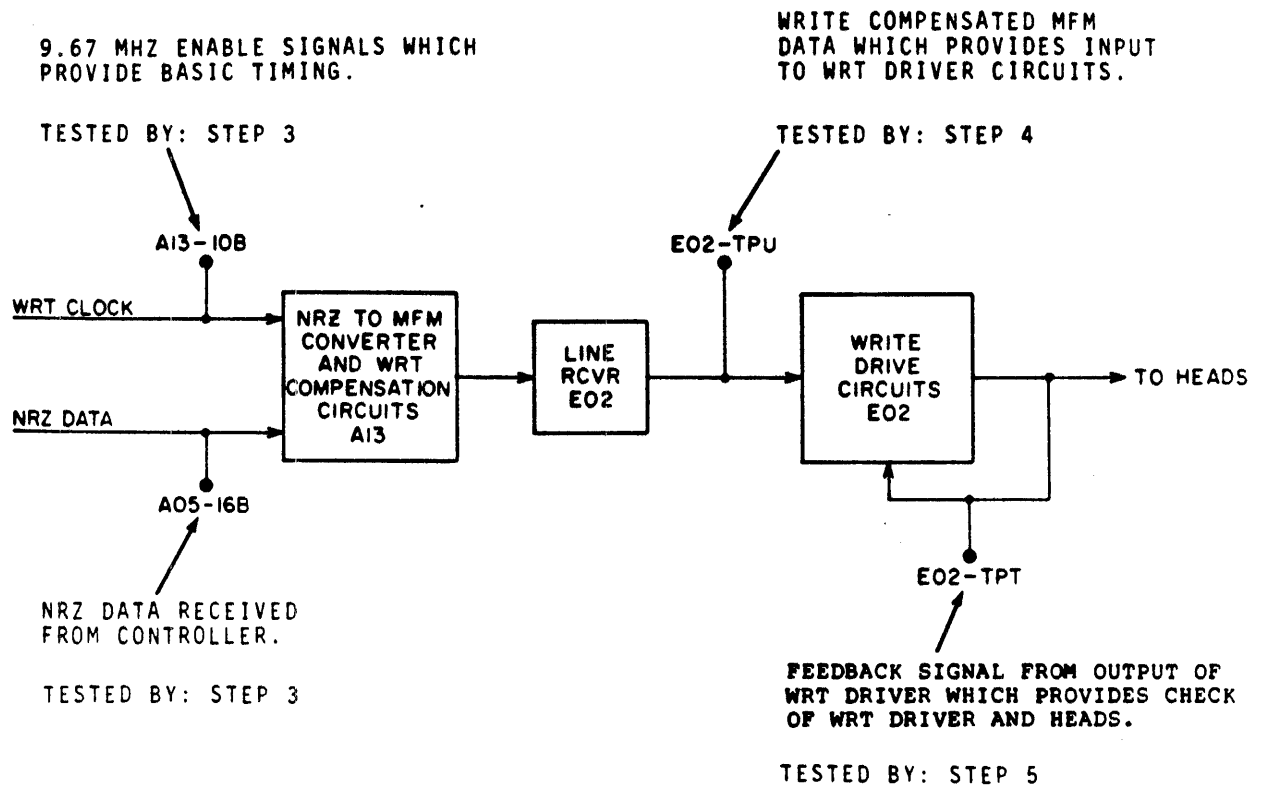 9.67 MHZ ENABLE SIGNALS WHICH
PROVIDE BASIC TIMING.
TESTED BY: STEP 3
WRITE COMPENSATED MFM
DATA WHICH PROVIDES INPUT
TO WRT DRIVER CIRCUITS.
TESTED BY: STEP 4
A13-10B
E02-TPU
WRT CLOCK
NRZ TO MFM
CONVERTER
AND WRT
COMPENSATION
CIRCUITS
A13
LINE
RCVR
E02
WRITE
DRIVE
CIRCUITS
E02
TO HEADS
NRZ DATA
A05-16B
E02-TPT
NRZ DATA RECEIVED
FROM CONTROLLER.
TESTED BY: STEP 3
FEEDBACK SIGNAL FROM OUTPUT OF
WRT DRIVER WHICH PROVIDES CHECK
OF WRT DRIVER AND HEADS.
TESTED BY: STEP 5